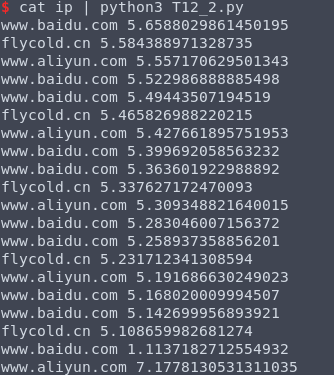 $ cat ip | python3 T12_2.py
www.baidu.com 5.6588029861450195
flycold.cn 5.584388971328735
www.aliyun.com 5.557170629501343
www.baidu.com 5.522986888885498
www.baidu.com 5.49443507194519
flycold.cn 5.465826988220215
www.aliyun.com 5.427661895751953
www.baidu.com 5.399692058563232
www.baidu.com 5.363601922988892
flycold.cn 5.337627172470093
www.aliyun.com 5.309348821640015
www.baidu.com 5.283046007156372
www.baidu.com 5.258937358856201
flycold.cn 5.231712341308594
www.aliyun.com 5.191686630249023
www.baidu.com 5.168020009994507
www.baidu.com 5.142699956893921
flycold.cn 5.108659982681274
www.baidu.com 1.1137182712554932
www.aliyun.com 7.1778130531311035